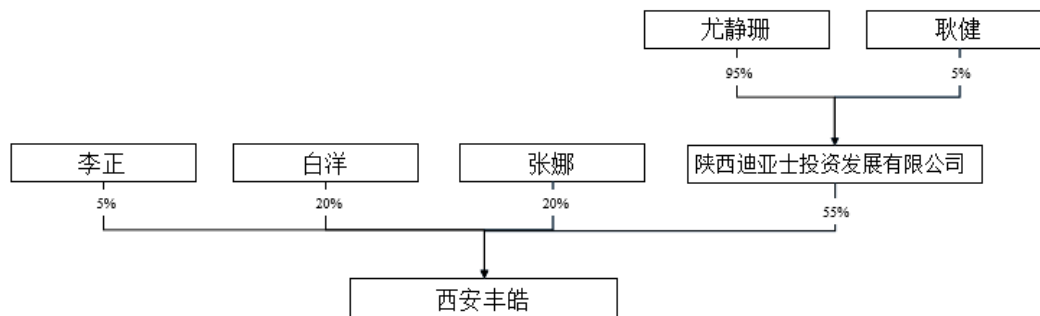 尤静珊
耿健
95%
5%
李正
白洋
张娜
陕西迪亚士投资发展有限公司
5%
20%
20%
55%
西安丰皓